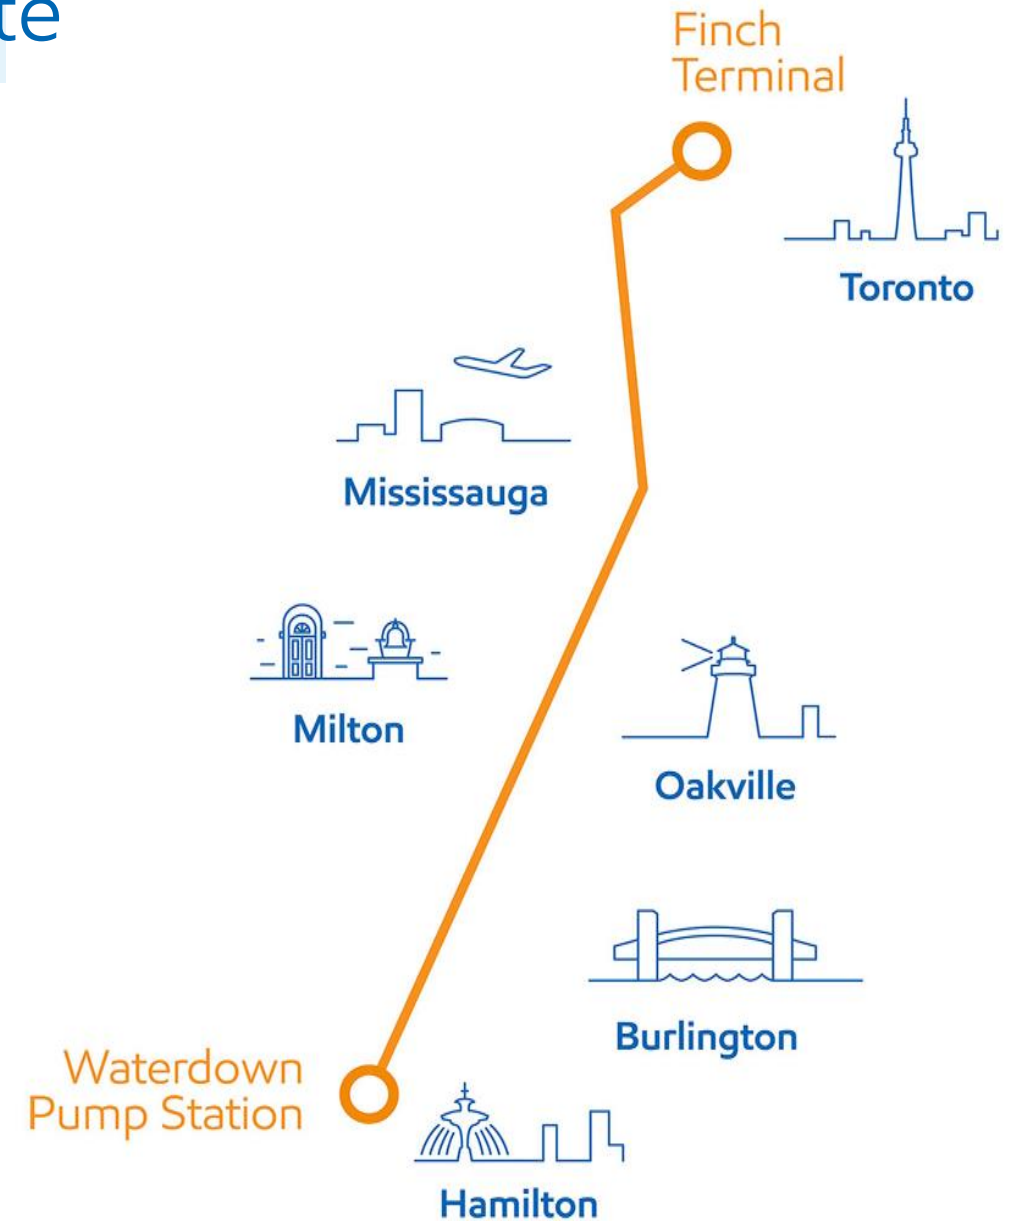 te
Finch
Terminal
Toronto
Mississauga
Milton
Oakville
Burlington
Waterdown
Pump Station
Hamilton